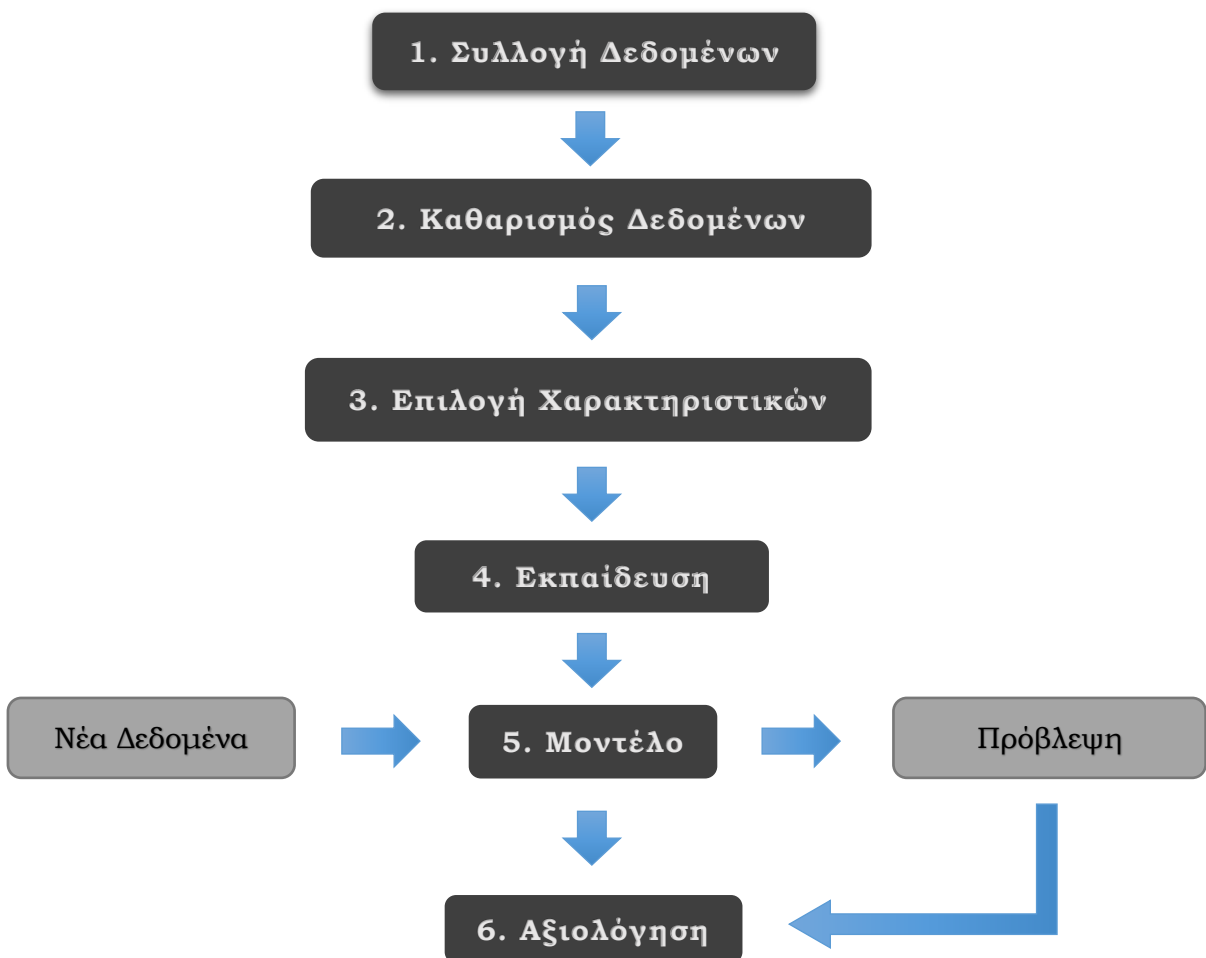 1. Συλλογή Δεδομένων
2. Καθαρισμός Δεδομένων
3. Επιλογή Χαρακτηριστικών
4. Εκπαίδευση
Νέα Δεδομένα
5. Μοντέλο
Πρόβλεψη
6. Αξιολόγηση